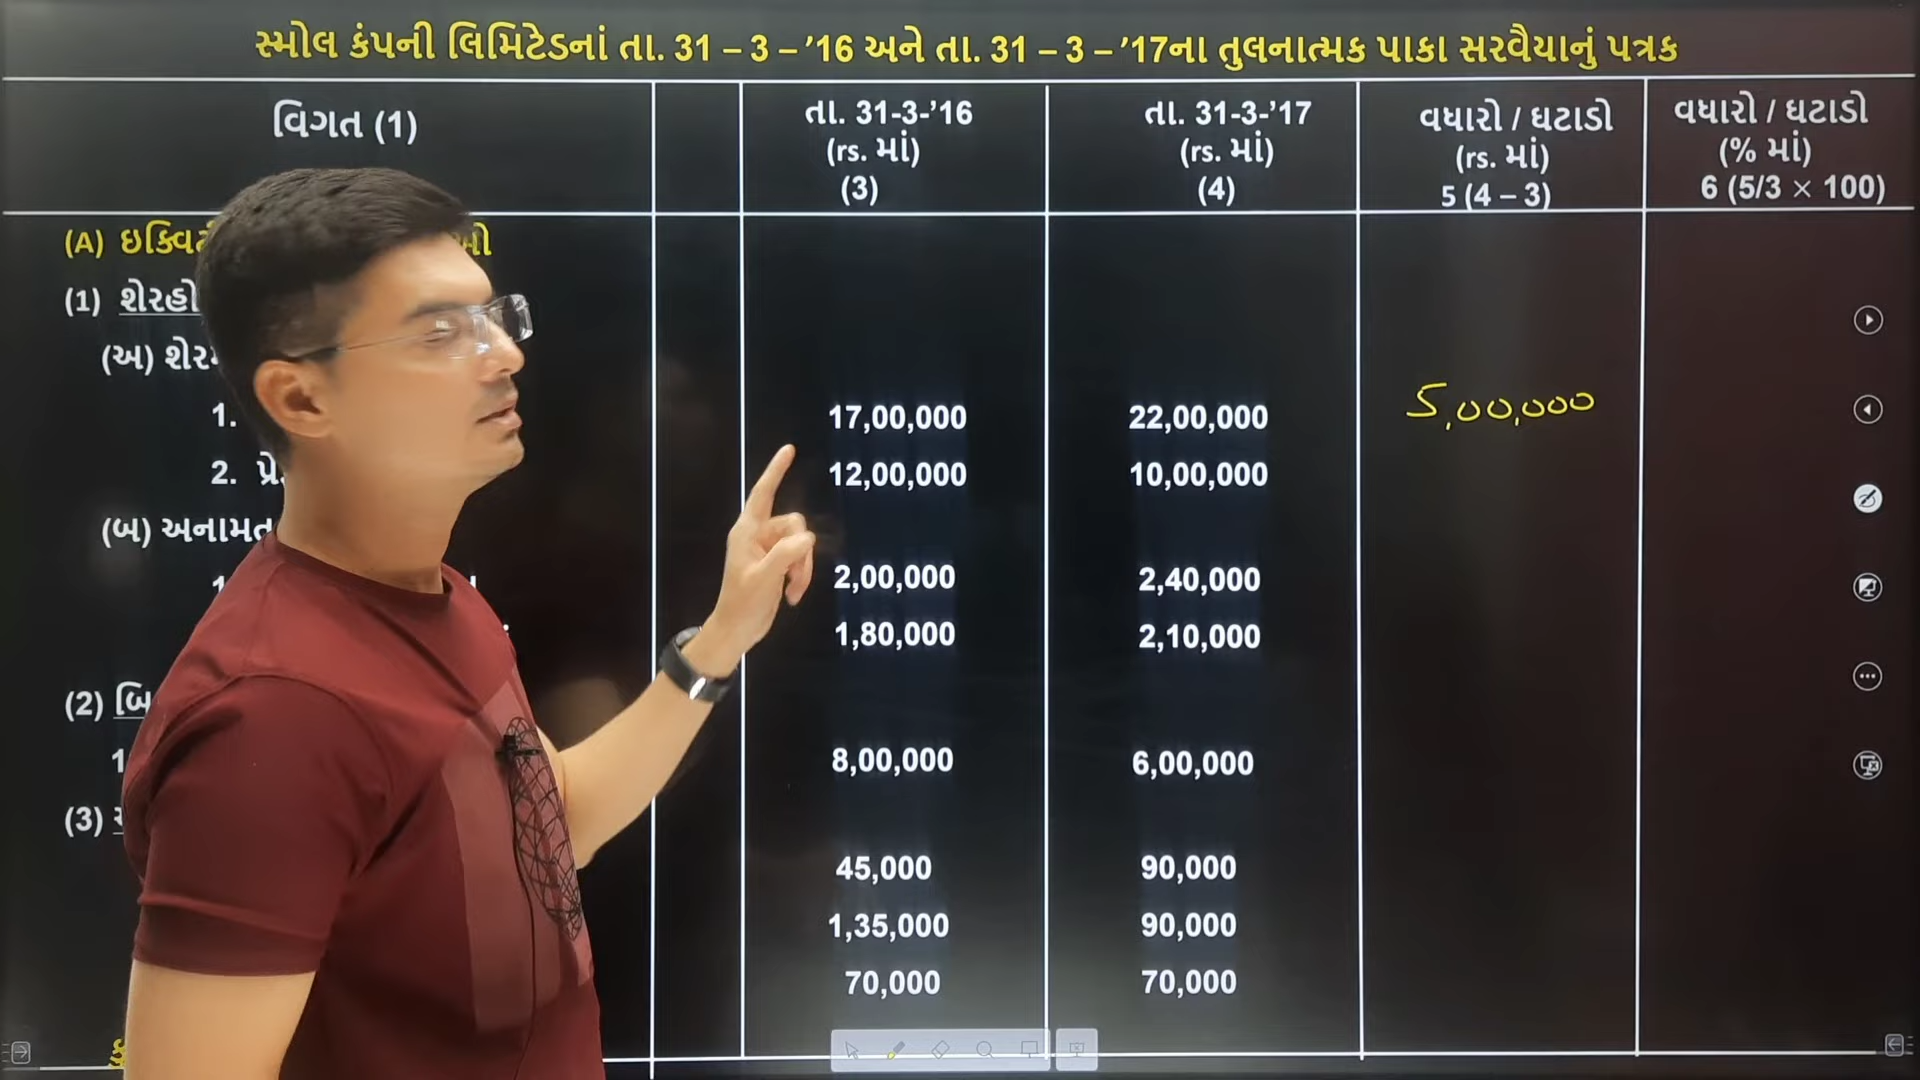 સ્મોલ કંપની લિમિટેડનાં તા. 31 – 3 – ’16 અને તા. 31 – 3 – ’17ના તુલનાત્મક પાકા સરવૈયાનું પત્રક
વિગત (1) તા. 31-3-’16 તા. 31-3-’17 વધારો / ઘટાડો વધારો / ઘટાડો
(rs. માં) (rs. માં) (rs. માં) (% માં)
(3) (4) 5 (4 – 3) 6 (5/3 × 100)
(A)
(1)
(અ)
1. 17,00,000 22,00,000 5,00,000
2. 12,00,000 10,00,000
(બ) અનામત
2,00,000 2,40,000
1,80,000 2,10,000
(2)
8,00,000 6,00,000
(3)
45,000 90,000
1,35,000 90,000
70,000 70,000